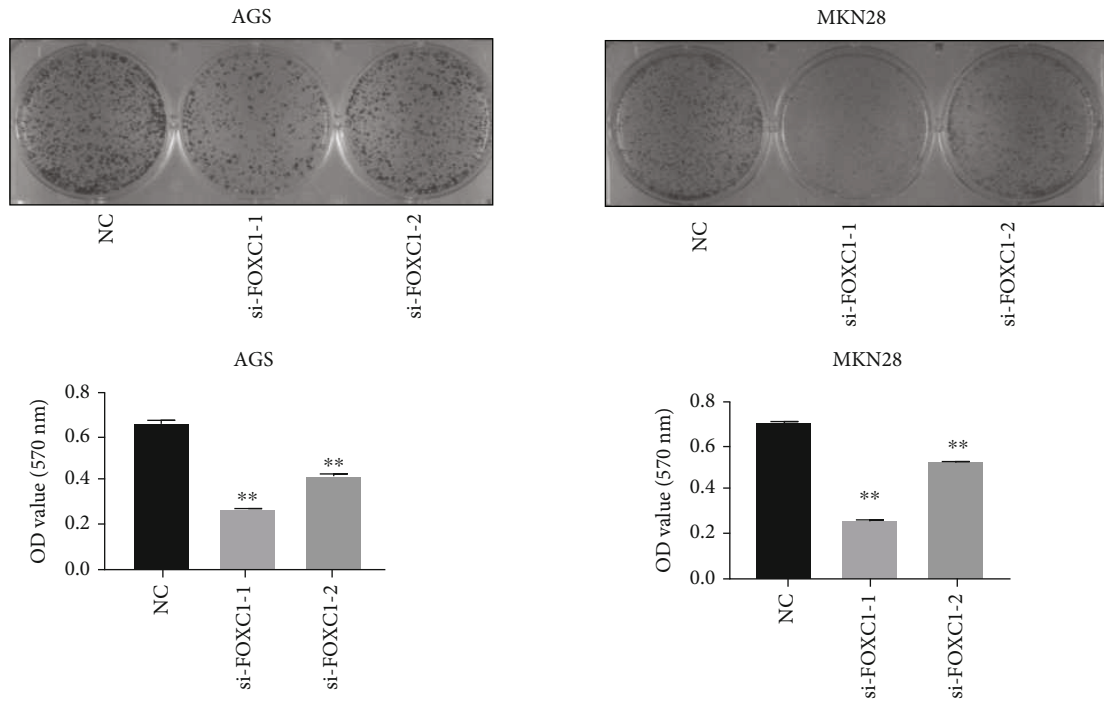 AGS
NC
si-FOXC1-1
si-FOXC1-2
MKN28
NC
si-FOXC1-1
si-FOXC1-2
AGS
OD value (570 nm)
0.8
0.6
0.4
0.2
0.0
**
**
NC
si-FOXC1-1
si-FOXC1-2
MKN28
OD value (570 nm)
0.8
0.6
0.4
0.2
0.0
**
**
NC
si-FOXC1-1
si-FOXC1-2